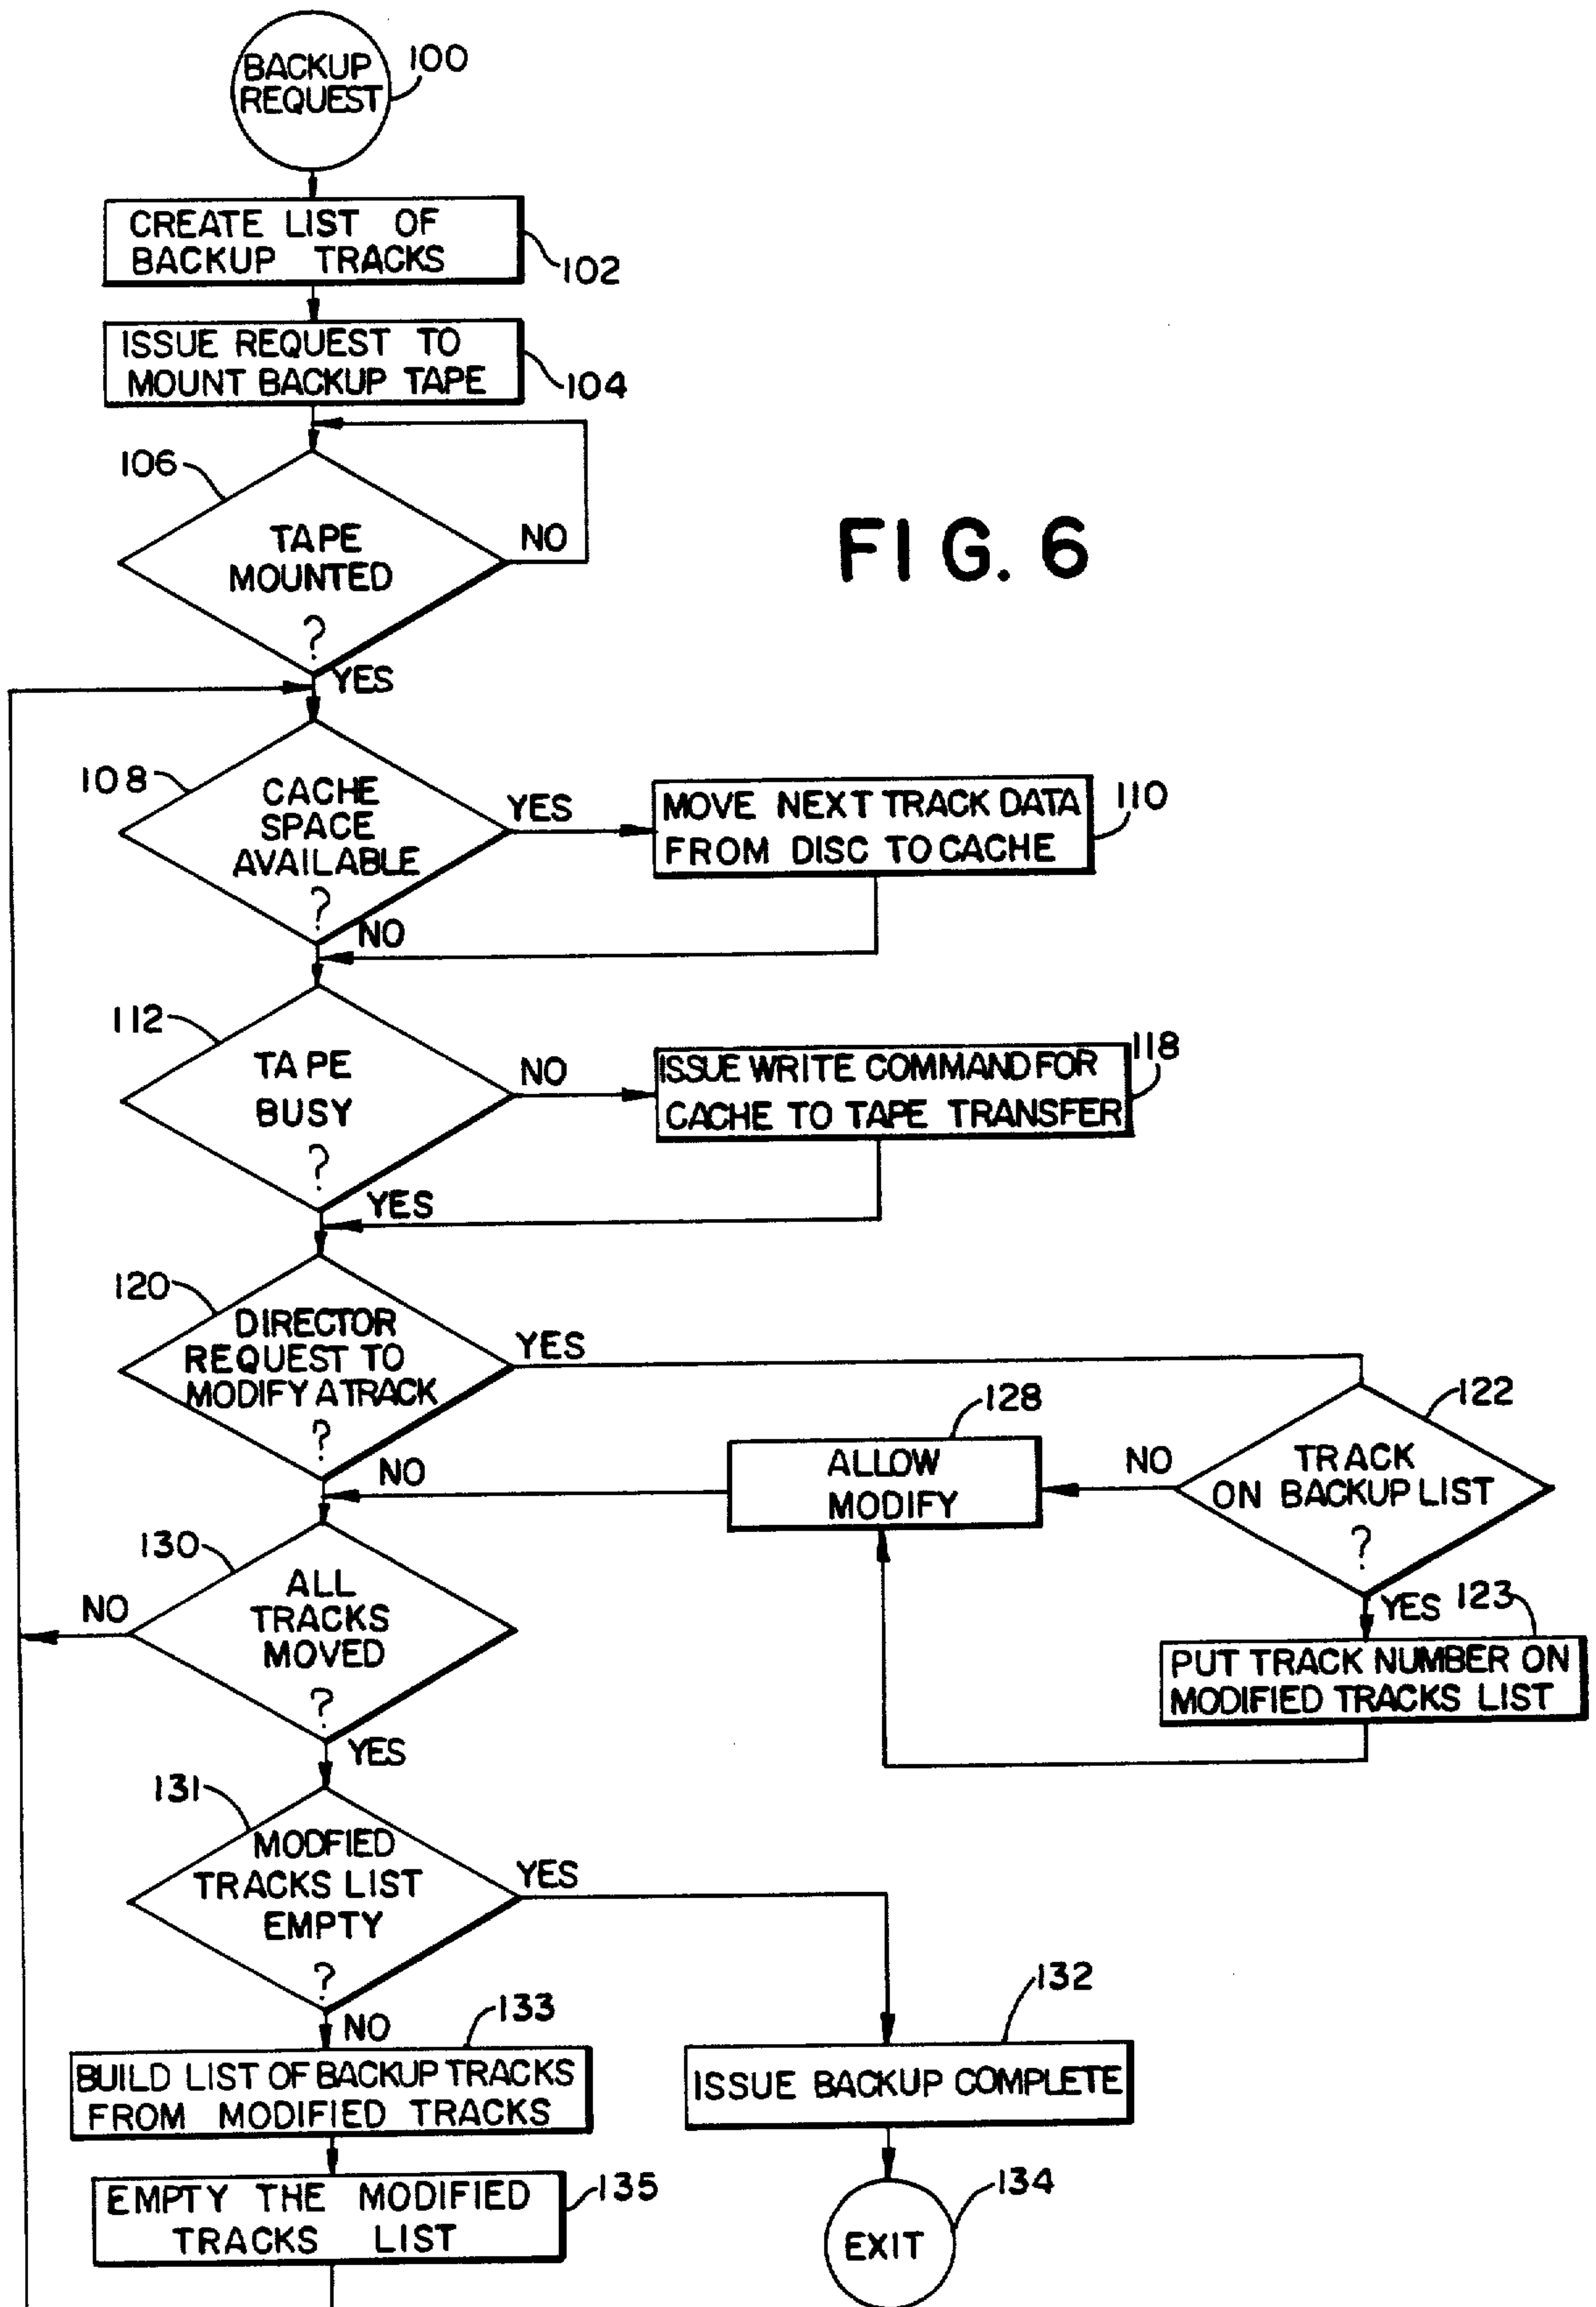 BACKUP
REQUEST
100
CREATE LIST OF
BACKUP TRACKS
102
ISSUE REQUEST TO
MOUNT BACKUP TAPE
104
106
TAPE
MOUNTED
?
NO
YES
FIG. 6
108
CACHE
SPACE
AVAILABLE
?
YES
NO
MOVE NEXT TRACK DATA
FROM DISC TO CACHE
110
112
TAPE
BUSY
?
NO
YES
ISSUE WRITE COMMAND FOR
CACHE TO TAPE TRANSFER
118
120
DIRECTOR
REQUEST TO
MODIFY A TRACK
?
YES
NO
122
TRACK
ON BACKUP LIST
?
NO
YES
128
ALLOW
MODIFY
123
PUT TRACK NUMBER ON
MODIFIED TRACKS LIST
130
ALL
TRACKS
MOVED
?
NO
YES
131
MODFIED
TRACKS LIST
EMPTY
?
YES
NO
133
BUILD LIST OF BACKUP TRACKS
FROM MODIFIED TRACKS
132
ISSUE BACKUP COMPLETE
EMPTY THE MODIFIED
TRACKS LIST
135
EXIT
134